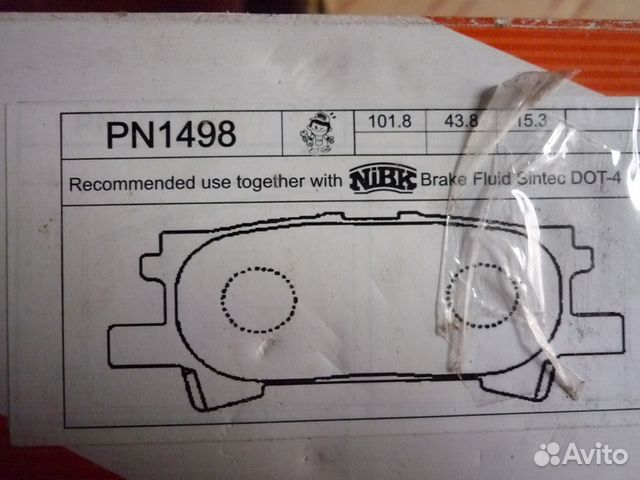 PN1498
101.8 43.8 15.3
Recommended use together with NiBK Brake Fluid Sintec DOT-4
Avito